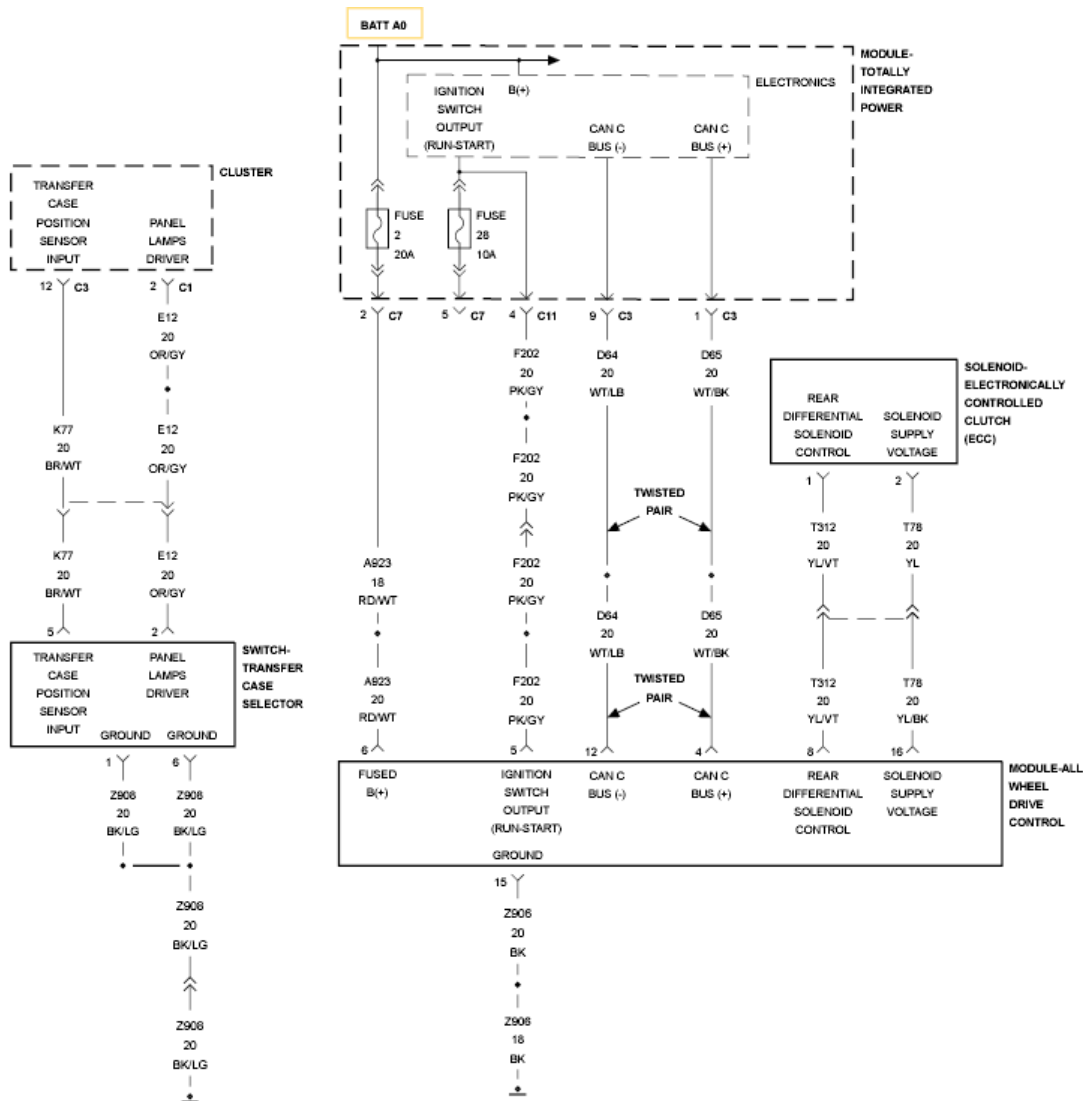 BATT A0
MODULE-
TOTALLY
INTEGRATED
POWER
ELECTRONICS
B(+)
IGNITION
SWITCH
OUTPUT
(RUN-START)
CAN C
BUS (-)
CAN C
BUS (+)
FUSE
2
20A
FUSE
28
10A
2 C7
5 C7
4 C11
9 C3
1 C3
CLUSTER
TRANSFER
CASE
POSITION
SENSOR
INPUT
PANEL
LAMPS
DRIVER
12 C3
2 C1
E12
20
OR/GY
K77
20
BR/WT
E12
20
OR/GY
K77
20
BR/WT
E12
20
OR/GY
5
2
SWITCH-
TRANSFER
CASE
SELECTOR
TRANSFER
CASE
POSITION
SENSOR
INPUT
PANEL
LAMPS
DRIVER
GROUND
GROUND
1
6
Z908
20
BK/LG
Z908
20
BK/LG
Z908
20
BK/LG
Z908
20
BK/LG
A923
18
RD/WT
A923
20
RD/WT
6
F202
20
PK/GY
F202
20
PK/GY
F202
20
PK/GY
F202
20
PK/GY
5
D64
20
WT/LB
D65
20
WT/BK
TWISTED
PAIR
D64
20
WT/LB
D65
20
WT/BK
TWISTED
PAIR
12
4
SOLENOID-
ELECTRONICALLY
CONTROLLED
CLUTCH
(ECC)
REAR
DIFFERENTIAL
SOLENOID
CONTROL
SOLENOID
SUPPLY
VOLTAGE
1
2
T312
20
YL/VT
T78
20
YL
T312
20
YL/VT
T78
20
YL/BK
8
16
MODULE-ALL
WHEEL
DRIVE
CONTROL
FUSED
B(+)
IGNITION
SWITCH
OUTPUT
(RUN-START)
CAN C
BUS (-)
CAN C
BUS (+)
REAR
DIFFERENTIAL
SOLENOID
CONTROL
SOLENOID
SUPPLY
VOLTAGE
GROUND
15
Z906
20
BK
Z906
18
BK